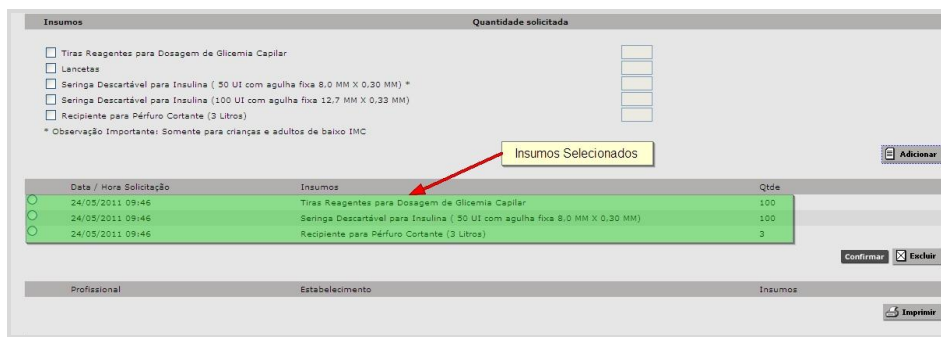 Insumos Quantidade solicitada
Tiras Reagentes para Dosagem de Glicemia Capilar
Lancetas
Seringa Descartável para Insulina ( 50 UI com agulha fixa 8,0 MM X 0,30 MM) *
Seringa Descartável para Insulina (100 UI com agulha fixa 12,7 MM X 0,33 MM)
Recipiente para Pérfuro Cortante (3 Litros)
* Observação Importante: Somente para crianças e adultos de baixo IMC
Insumos Selecionados
Adicionar
Data / Hora Solicitação Insumos Qtde
24/05/2011 09:46 Tiras Reagentes para Dosagem de Glicemia Capilar 100
24/05/2011 09:46 Seringa Descartável para Insulina ( 50 UI com agulha fixa 8,0 MM X 0,30 MM) 100
24/05/2011 09:46 Recipiente para Pérfuro Cortante (3 Litros) 3
Confirmar Excluir
Profissional Estabelecimento Insumos
Imprimir